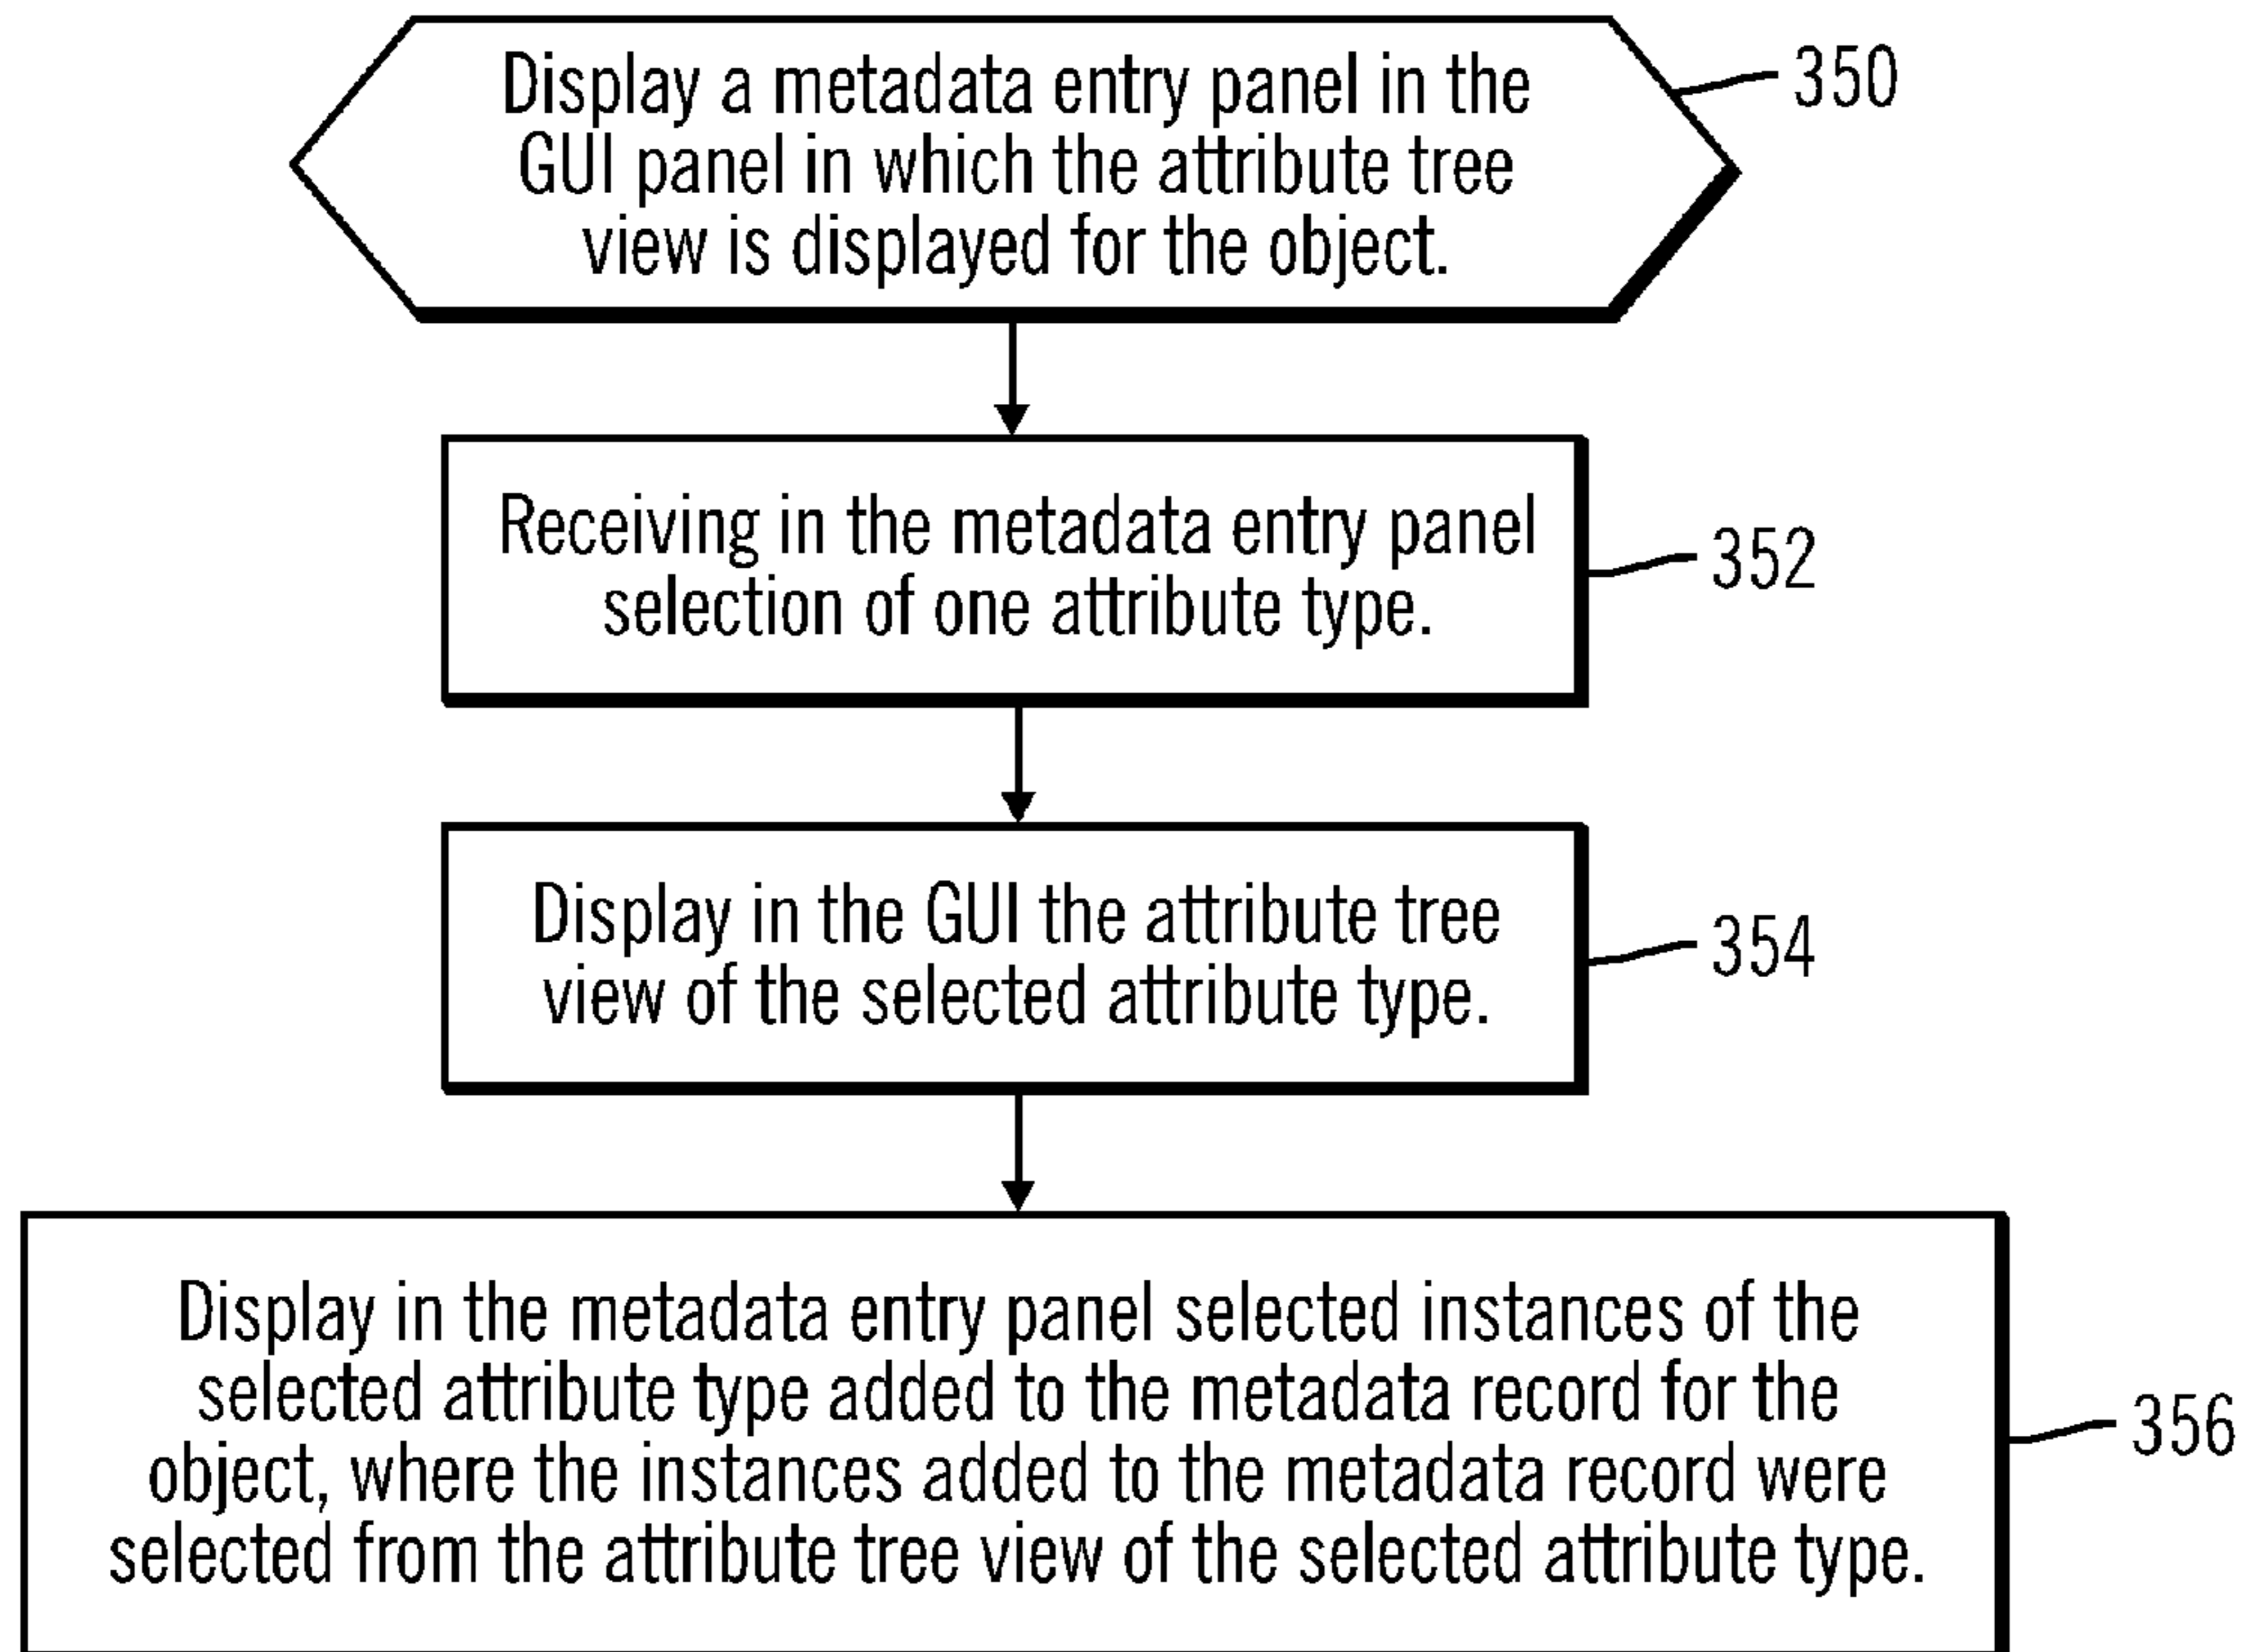 Display a metadata entry panel in the
GUI panel in which the attribute tree
view is displayed for the object.
350
Receiving in the metadata entry panel
selection of one attribute type.
352
Display in the GUI the attribute tree
view of the selected attribute type.
354
Display in the metadata entry panel selected instances of the
selected attribute type added to the metadata record for the
object, where the instances added to the metadata record were
selected from the attribute tree view of the selected attribute type.
356